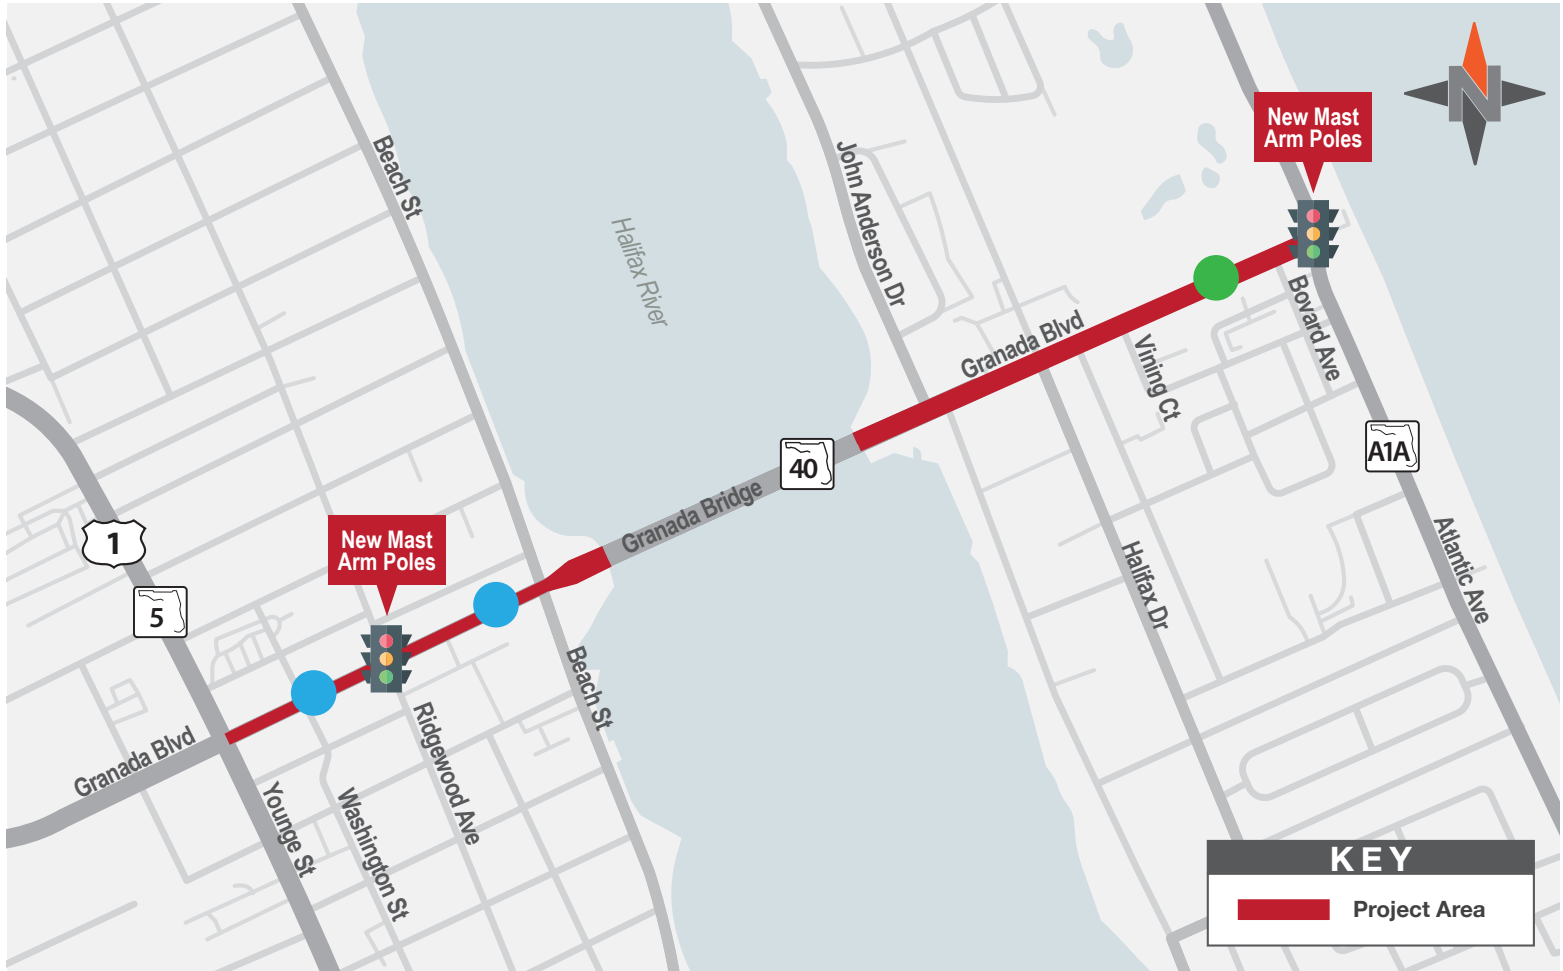 N
New Mast
Arm Poles
Beach St
John Anderson Dr
Halifax River
Bovard Ave
Granada Blvd
Vining Ct
A1A
40
Granada Bridge
1
New Mast
Arm Poles
5
Halifax Dr
Atlantic Ave
Beach St
Ridgewood Ave
Granada Blvd
Younge St
Washington St
KEY
Project Area